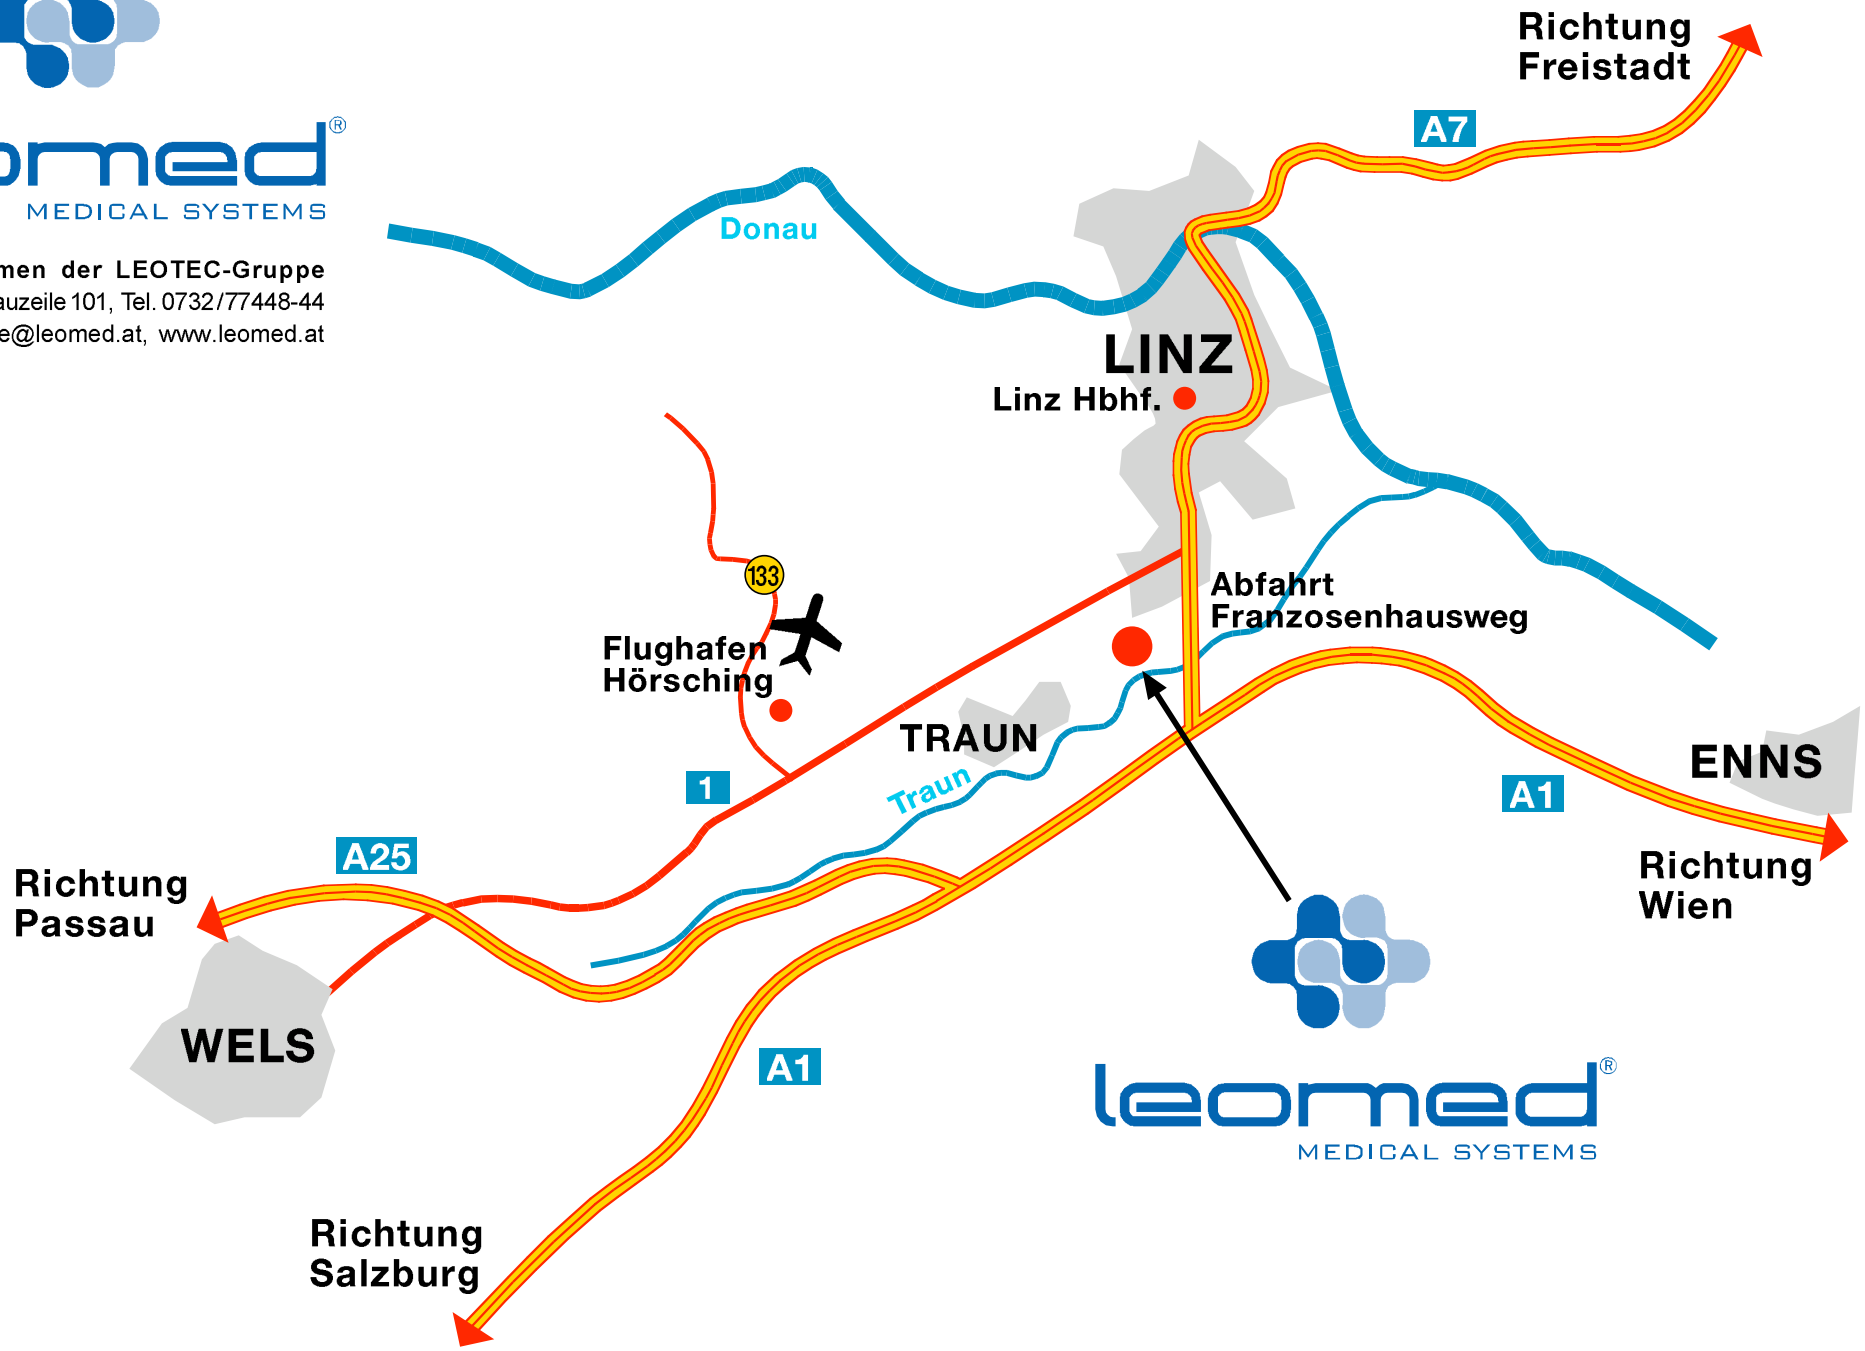 omed®
MEDICAL SYSTEMS
men der LEOTEC-Gruppe
auzeile 101, Tel. 0732/77448-44
e@leomed.at, www.leomed.at
Richtung
Freistadt
A7
Donau
LINZ
Linz Hbhf.
133
Abfahrt
Franzosenhausweg
Flughafen
Hörsching
TRAUN
Traun
1
ENNS
A1
A25
Richtung
Passau
Richtung
Wien
WELS
A1
leomed®
MEDICAL SYSTEMS
Richtung
Salzburg